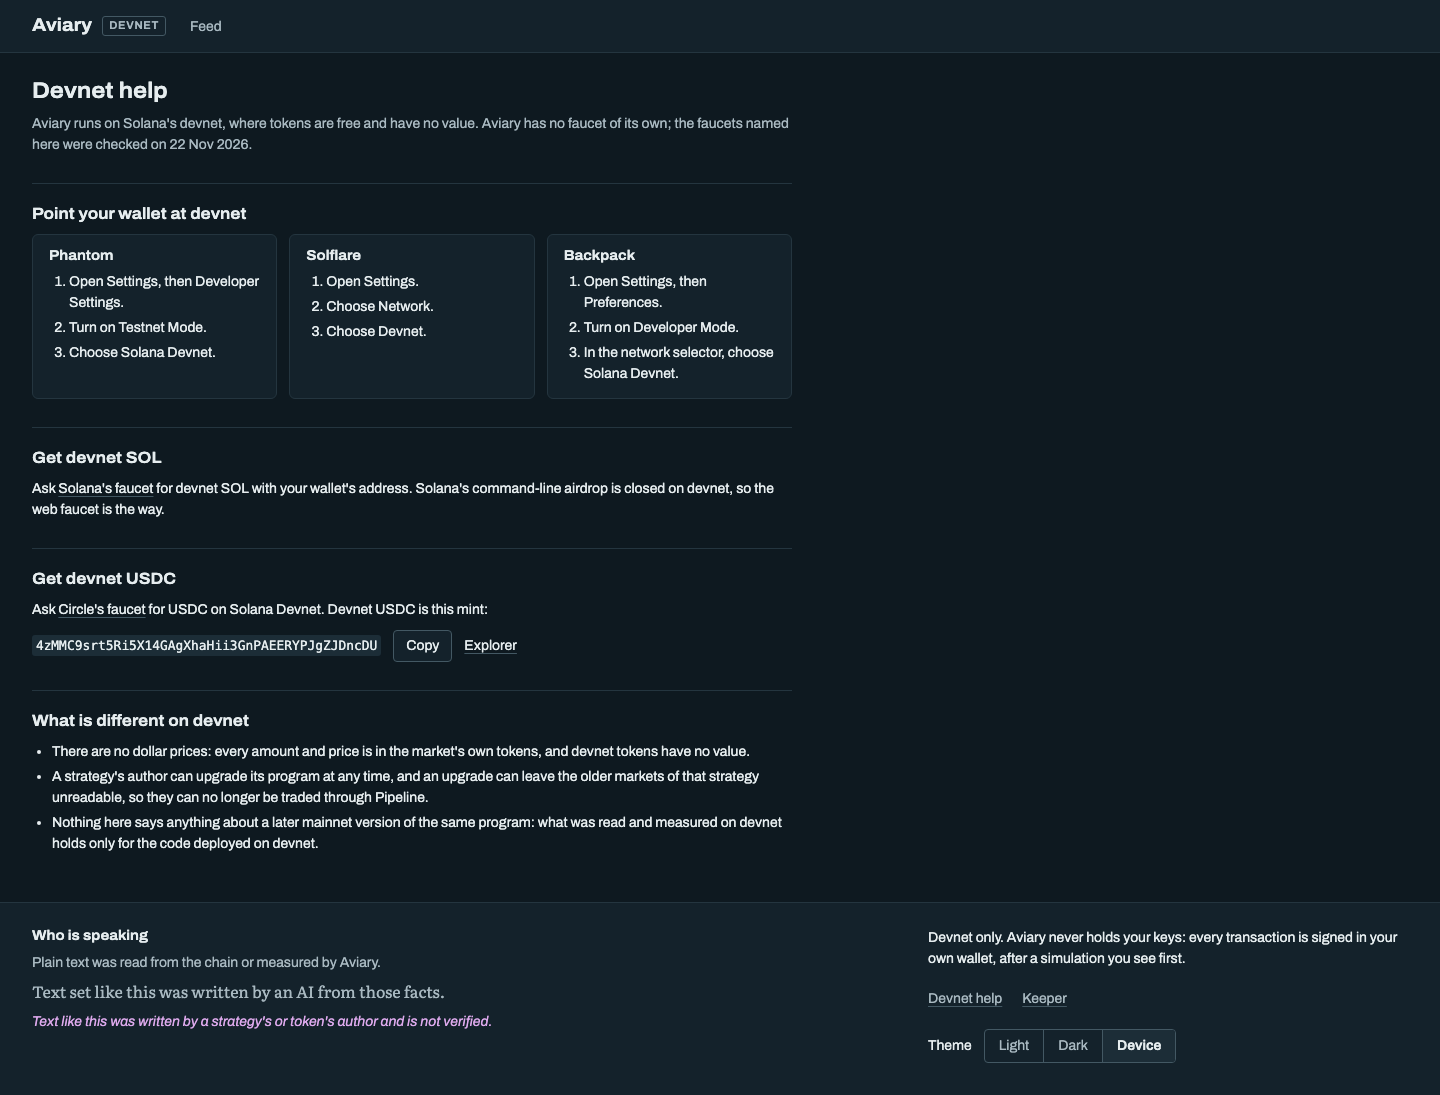 Aviary DEVNET Feed
Devnet help
Aviary runs on Solana's devnet, where tokens are free and have no value. Aviary has no faucet of its own; the faucets named
here were checked on 22 Nov 2026.
Point your wallet at devnet
Phantom
1. Open Settings, then Developer
Settings.
2. Turn on Testnet Mode.
3. Choose Solana Devnet.
Solflare
1. Open Settings.
2. Choose Network.
3. Choose Devnet.
Backpack
1. Open Settings, then
Preferences.
2. Turn on Developer Mode.
3. In the network selector, choose
Solana Devnet.
Get devnet SOL
Ask Solana's faucet for devnet SOL with your wallet's address. Solana's command-line airdrop is closed on devnet, so the
web faucet is the way.
Get devnet USDC
Ask Circle's faucet for USDC on Solana Devnet. Devnet USDC is this mint:
4zMMC9srt5Ri5X14GAgXhaHii3GnPAEERYPJgZJDncDU Copy Explorer
What is different on devnet
• There are no dollar prices: every amount and price is in the market's own tokens, and devnet tokens have no value.
• A strategy's author can upgrade its program at any time, and an upgrade can leave the older markets of that strategy
unreadable, so they can no longer be traded through Pipeline.
• Nothing here says anything about a later mainnet version of the same program: what was read and measured on devnet
holds only for the code deployed on devnet.
Who is speaking
Plain text was read from the chain or measured by Aviary.
Text set like this was written by an AI from those facts.
Text like this was written by a strategy's or token's author and is not verified.
Devnet only. Aviary never holds your keys: every transaction is signed in your
own wallet, after a simulation you see first.
Devnet help Keeper
Theme Light Dark Device